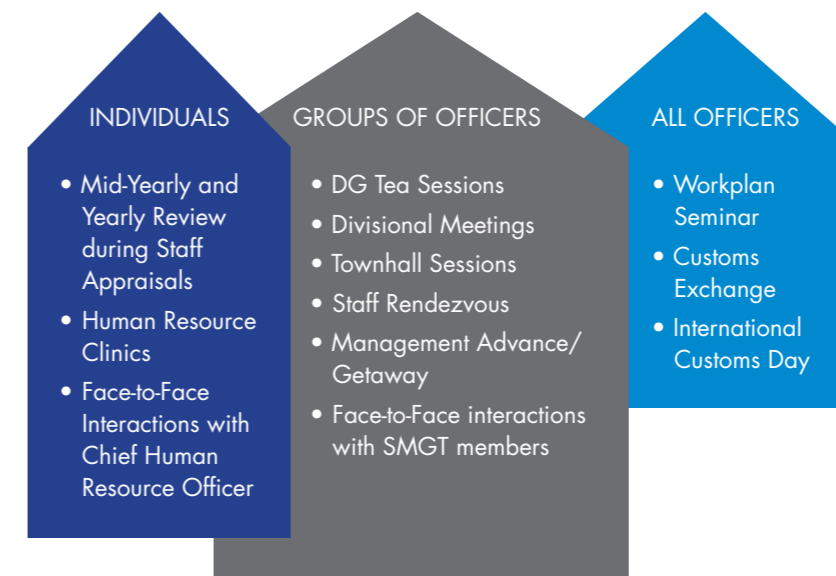 INDIVIDUALS
• Mid-Yearly and
Yearly Review
during Staff
Appraisals
• Human Resource
Clinics
• Face-to-Face
Interactions with
Chief Human
Resource Officer
GROUPS OF OFFICERS
• DG Tea Sessions
• Divisional Meetings
• Townhall Sessions
• Staff Rendezvous
• Management Advance/
Getaway
• Face-to-Face interactions
with SMGT members
ALL OFFICERS
• Workplan
Seminar
• Customs
Exchange
• International
Customs Day